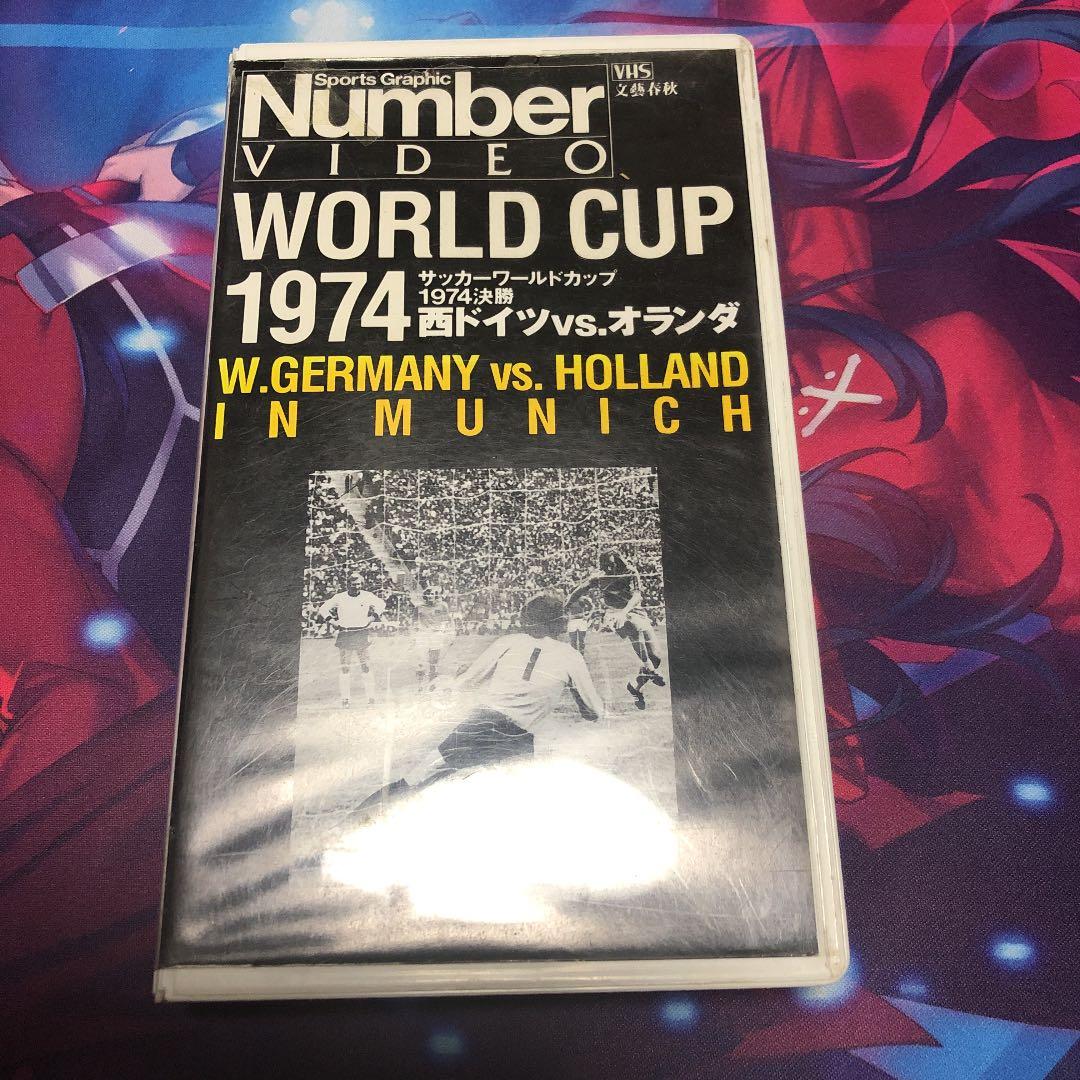 Sports Graphic
Number
VIDEO
VHS
文藝春秋
WORLD CUP
1974
サッカーワールドカップ
1974決勝
西ドイツvs.オランダ
W.GERMANY vs. HOLLAND
IN MUNICH
1